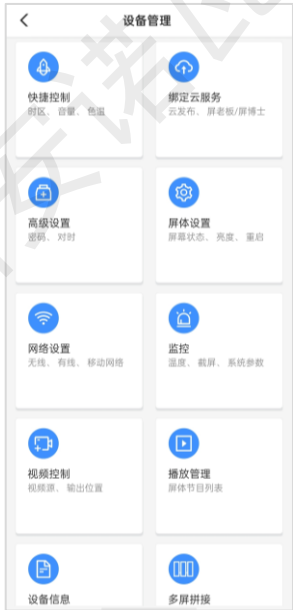 设备管理
快捷控制
时区、音量、色温
绑定云服务
云发布、屏老板/屏博士
高级设置
密码、对时
屏体设置
屏幕状态、亮度、重启
网络设置
无线、有线、移动网络
监控
温度、截屏、系统参数
视频控制
视频源、输出位置
播放管理
屏体节目列表
设备信息
多屏拼接